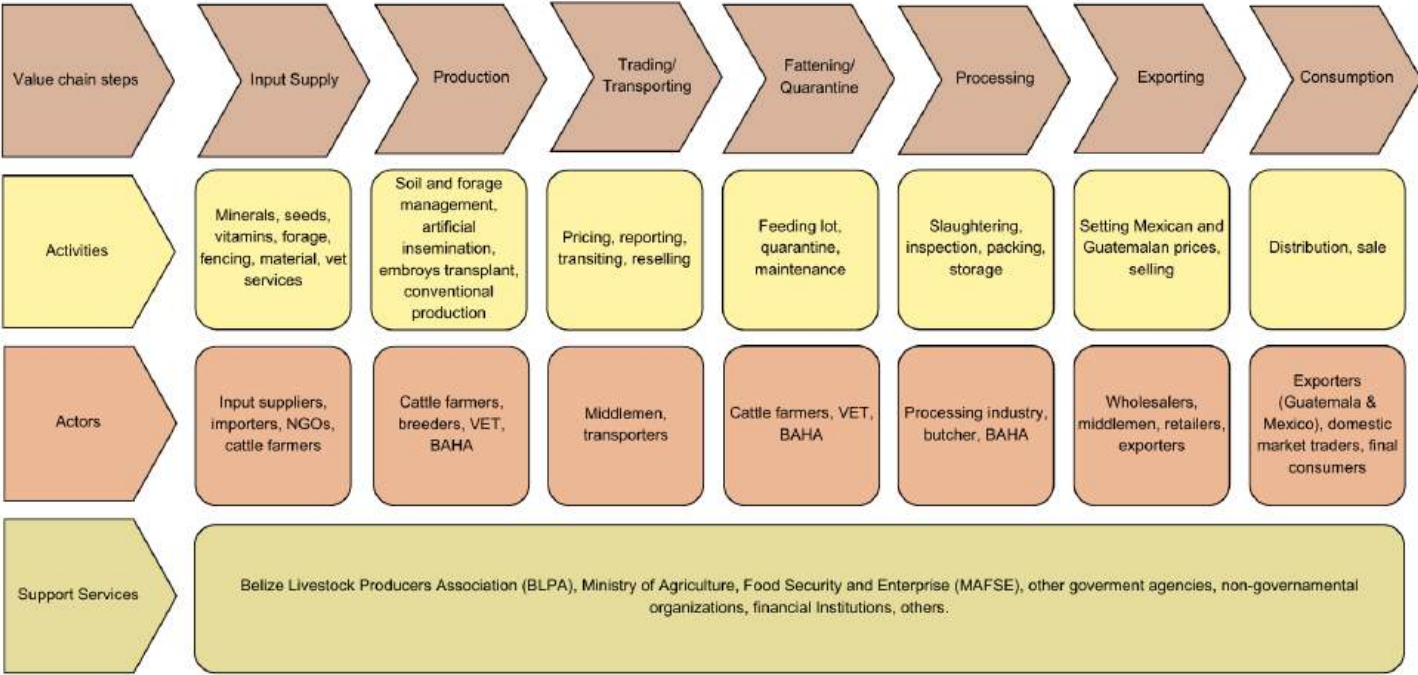 Value chain steps
Input Supply
Production
Trading/
Transporting
Fattening/
Quarantine
Processing
Exporting
Consumption
Activities
Minerals, seeds,
vitamins, forage,
fencing, material, vet
services
Soil and forage
management,
artificial
insemination,
embroys transplant,
conventional
production
Pricing, reporting,
transiting, reselling
Feeding lot,
quarantine,
maintenance
Slaughtering,
inspection, packing,
storage
Setting Mexican and
Guatemalan prices,
selling
Distribution, sale
Actors
Input suppliers,
importers, NGOs,
cattle farmers
Cattle farmers,
breeders, VET,
BAHA
Middlemen,
transporters
Cattle farmers, VET,
BAHA
Processing industry,
butcher, BAHA
Wholesalers,
middlemen, retailers,
exporters
Exporters
(Guatemala &
Mexico), domestic
market traders, final
consumers
Support Services
Belize Livestock Producers Association (BLPA), Ministry of Agriculture, Food Security and Enterprise (MAFSE), other goverment agencies, non-governamental
organizations, financial Institutions, others.